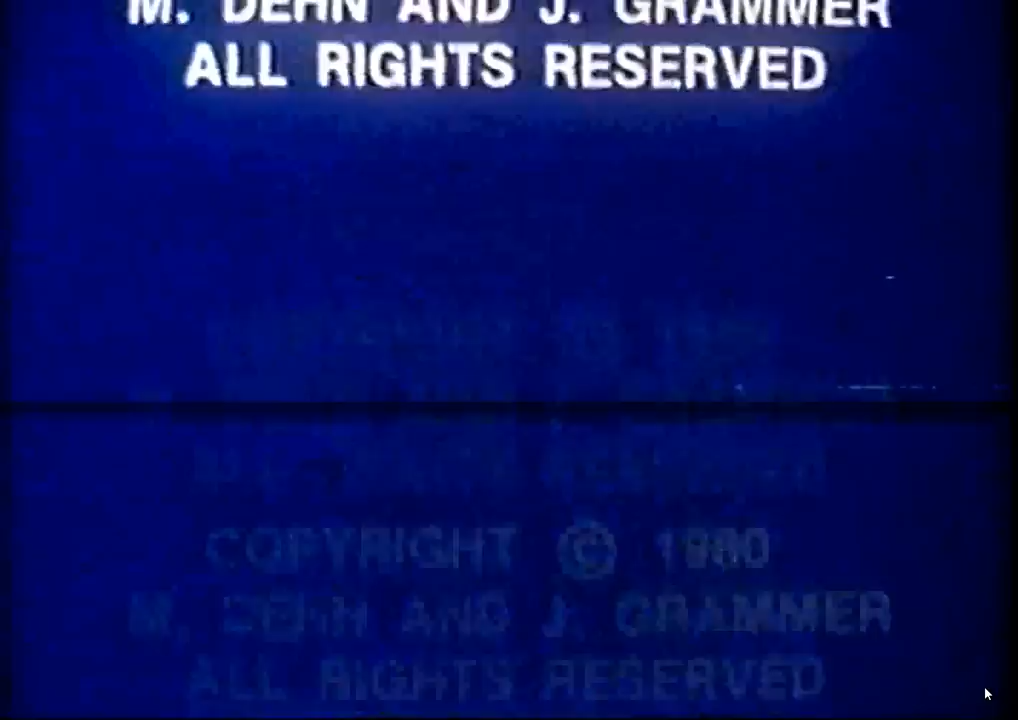 M. DEHN AND J. GRAMMER
ALL RIGHTS RESERVED
COPYRIGHT © 1980
M. DEHN AND J. GRAMMER
ALL RIGHTS RESERVED